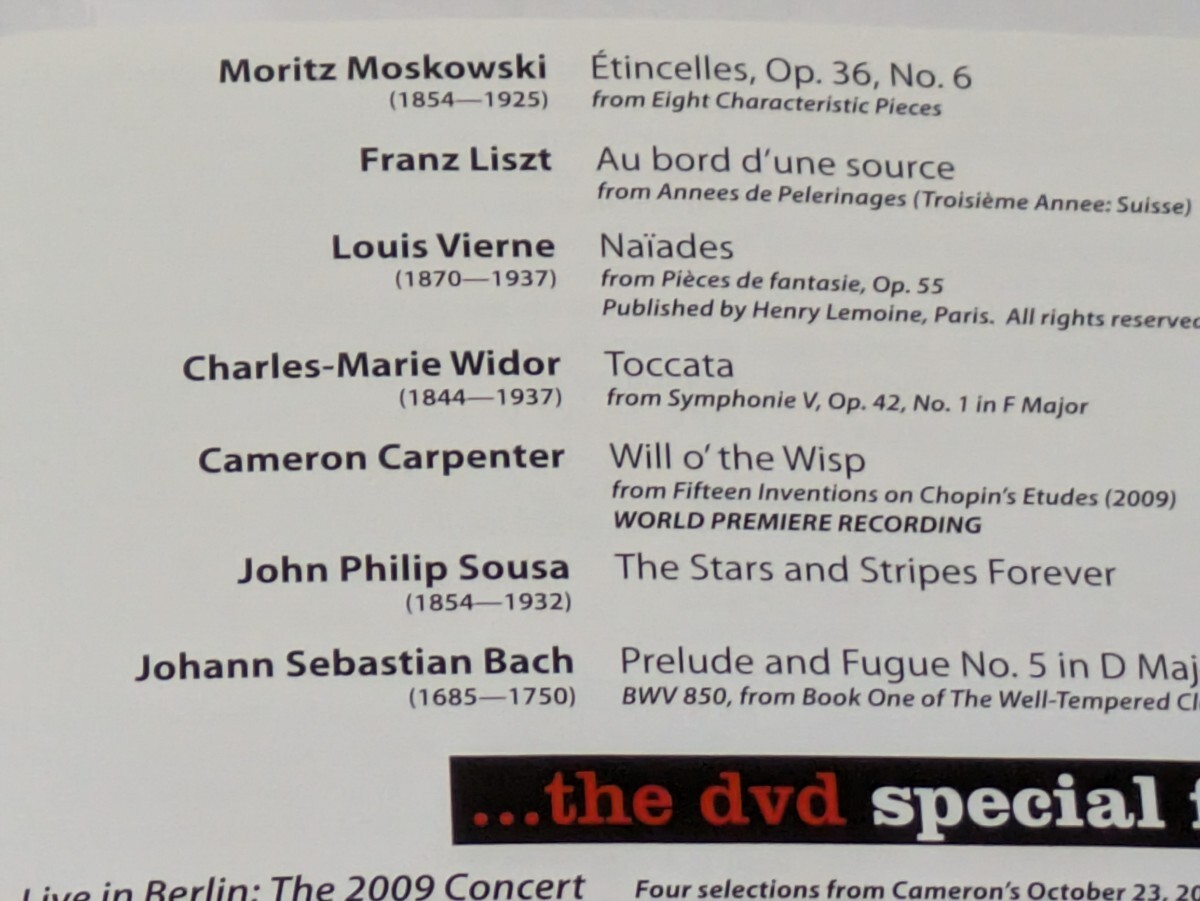 Moritz Moskowski Étincelles, Op. 36, No. 6
(1854—1925) from Eight Characteristic Pieces
Franz Liszt Au bord d’une source
from Annees de Pelerinages (Troisième Annee: Suisse)
Louis Vierne Naïades
(1870—1937) from Pièces de fantasie, Op. 55
Published by Henry Lemoine, Paris. All rights reserved
Charles-Marie Widor Toccata
(1844—1937) from Symphonie V, Op. 42, No. 1 in F Major
Cameron Carpenter Will o’ the Wisp
from Fifteen Inventions on Chopin’s Etudes (2009)
WORLD PREMIERE RECORDING
John Philip Sousa The Stars and Stripes Forever
(1854—1932)
Johann Sebastian Bach Prelude and Fugue No. 5 in D Maj
(1685—1750) BWV 850, from Book One of The Well-Tempered
...the dvd special
Live in Berlin: The 2009 Concert Four selections from Cameron’s October 23, 20